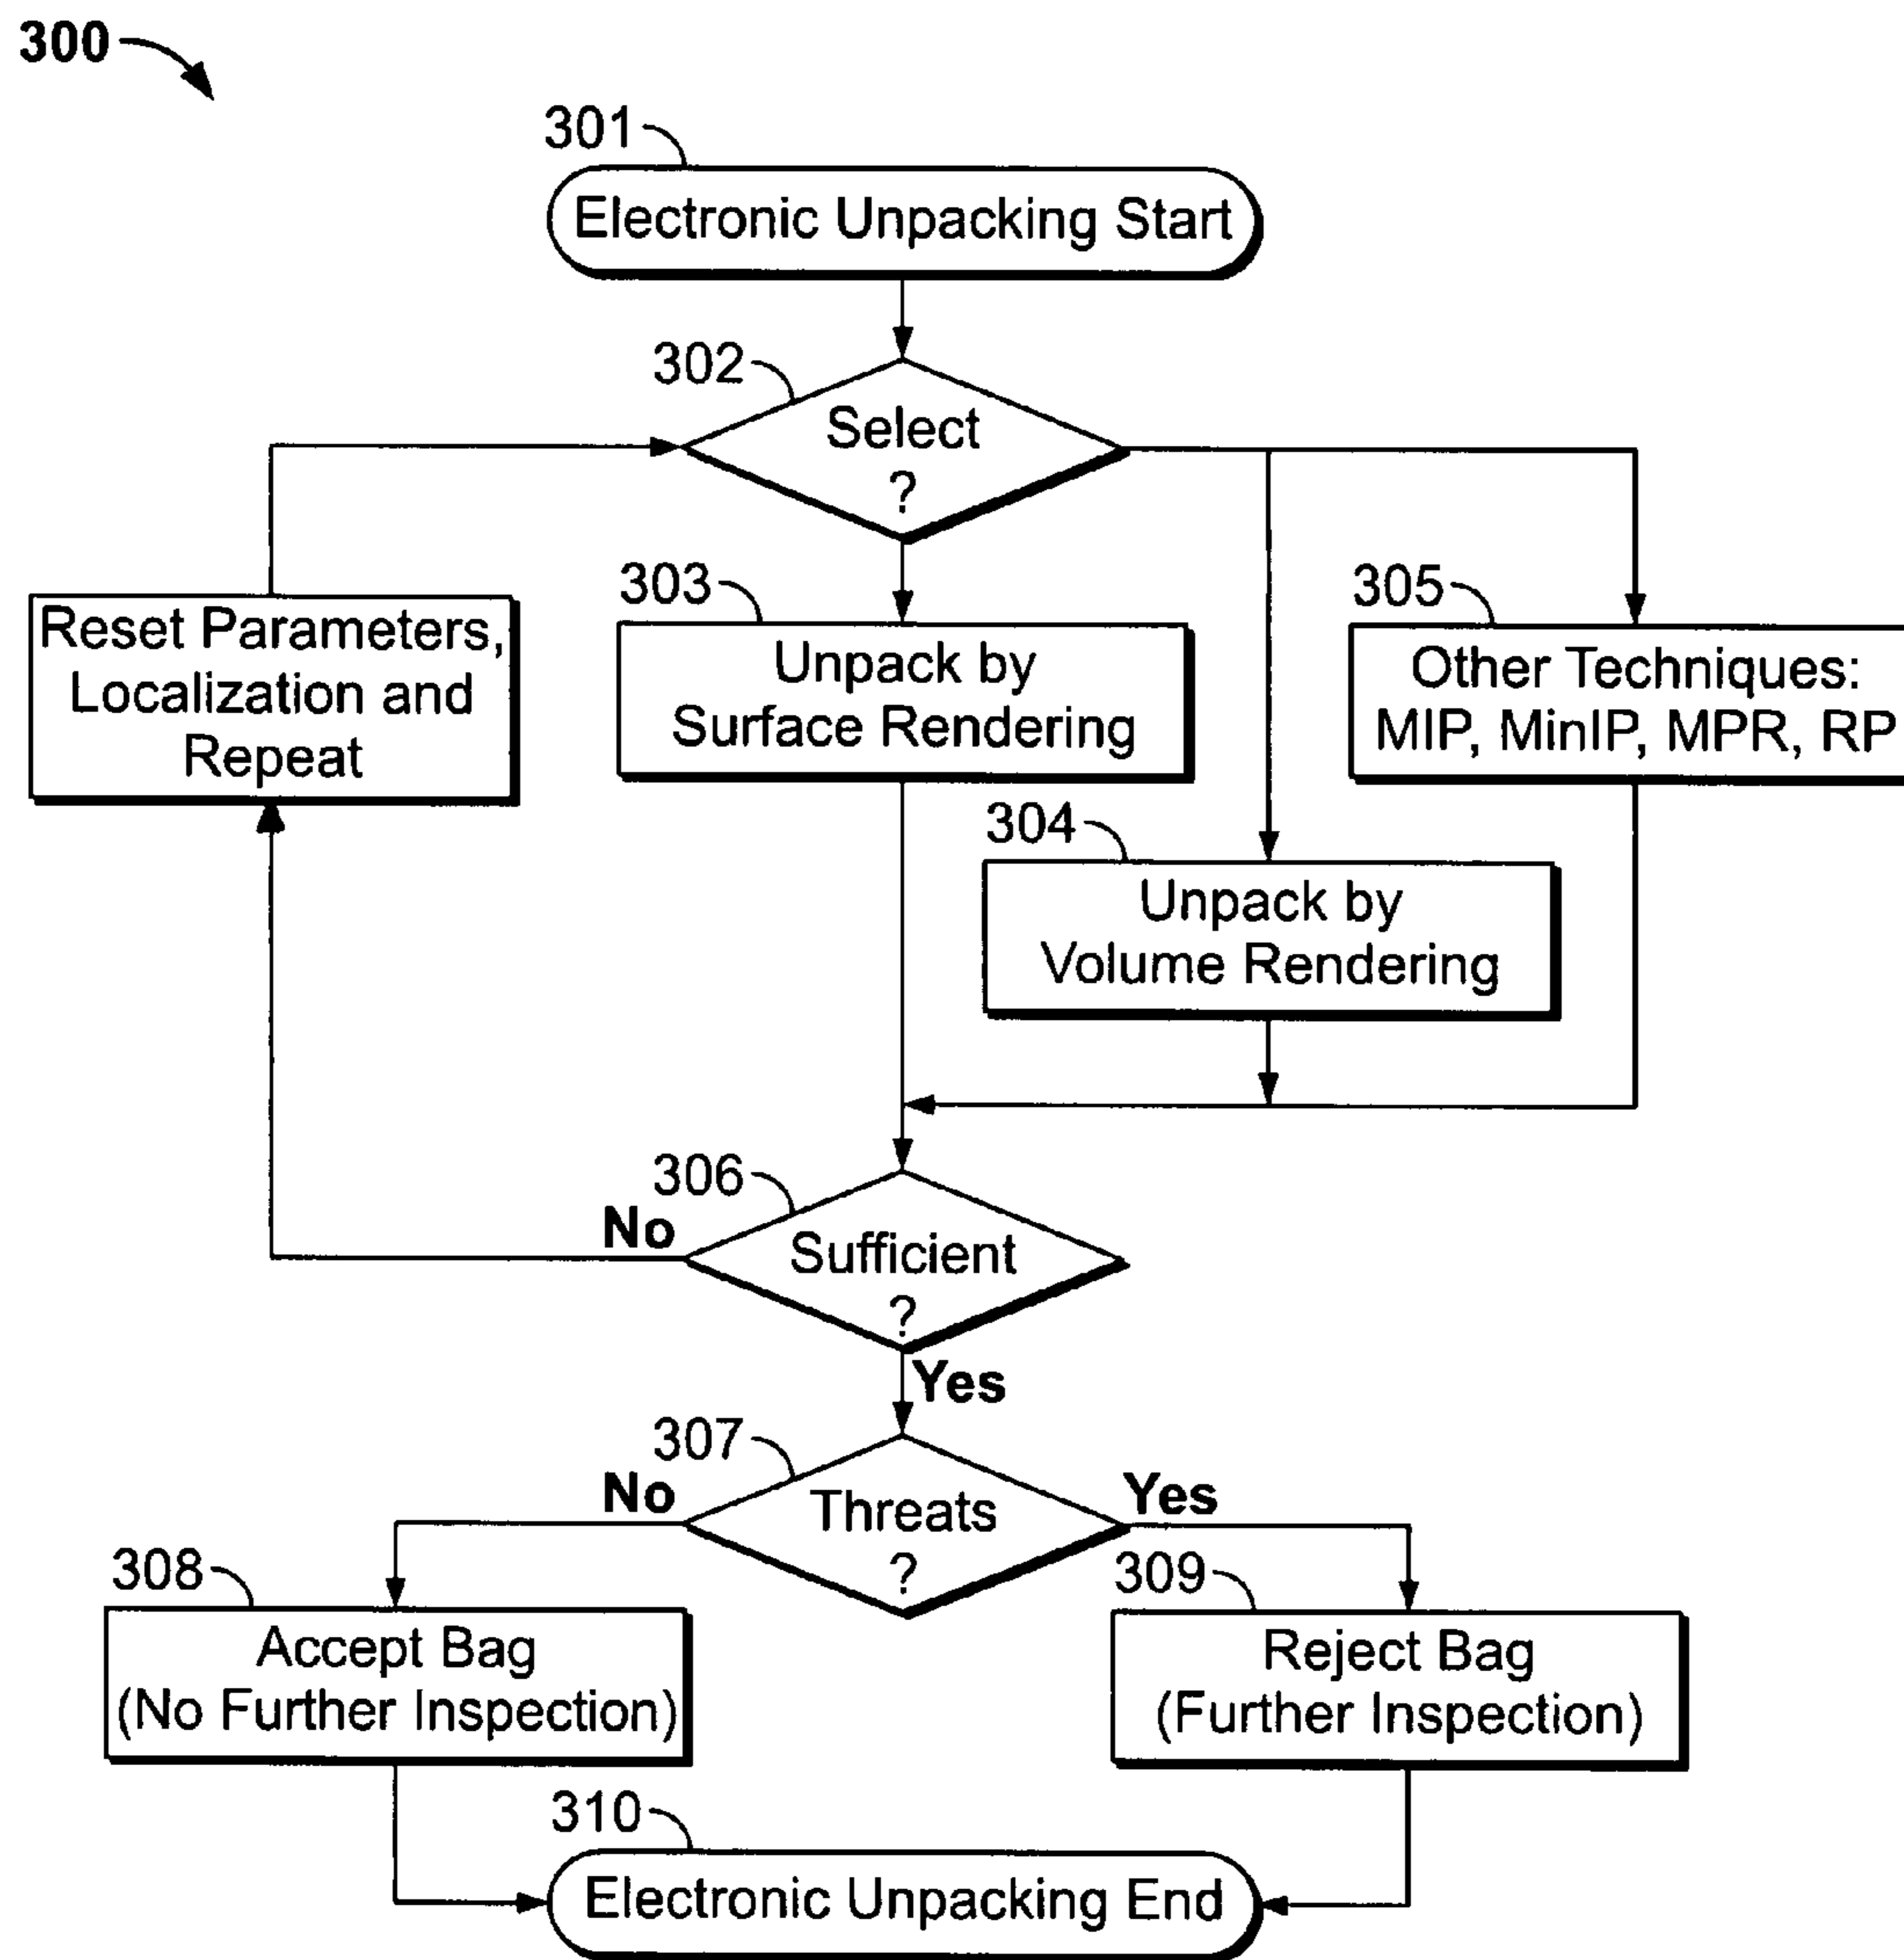 300
301
Electronic Unpacking Start
302
Select
?
303
Unpack by
Surface Rendering
305
Other Techniques:
MIP, MinIP, MPR, RP
Reset Parameters,
Localization and
Repeat
304
Unpack by
Volume Rendering
306
No
Sufficient
?
Yes
307
No
Threats
?
Yes
308
Accept Bag
(No Further Inspection)
309
Reject Bag
(Further Inspection)
310
Electronic Unpacking End